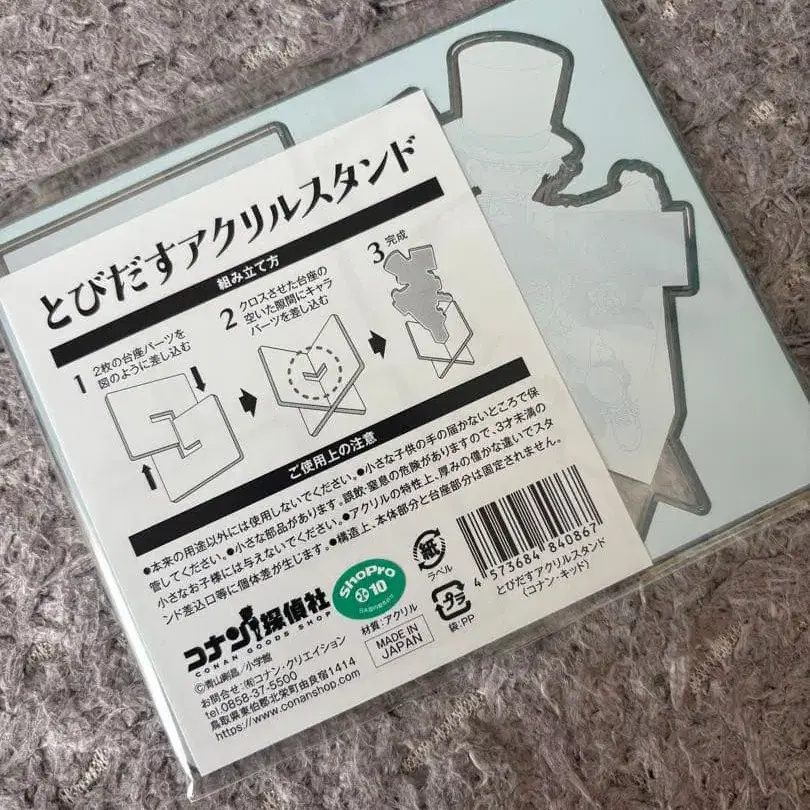 とびだすアクリルスタンド
組み立て方
1 2枚の台座パーツを
図のように差し込む
2 クロスさせた台座の
空いた隙間にキャラ
パーツを差し込む
3 完成
ご使用上の注意
●本来の用途以外には使用しないでください。●小さな子供の手の届かないところで保
管してください。●小さな部品があります。誤飲・窒息の危険がありますので、3才未満の
小さなお子様には与えないでください。●アクリルの特性上、厚みの僅かな違いでスタ
ンド差込口等に個体差が生じます。●構造上、本体部分と台座部分は固定されません。
コナン探偵社
CONAN GOODS SHOP
©青山剛昌/小学館
お問合せ:㈲コナン・クリエイション
tel.0858-37-5500
鳥取県東伯郡北栄町由良宿1414
https://www.conanshop.com/
ShoPro
10
材質:アクリル
MADE IN
JAPAN
紙
ラベル
プラ
袋:PP
4 573684 840867
とびだすアクリルスタンド
(コナン・キッド)